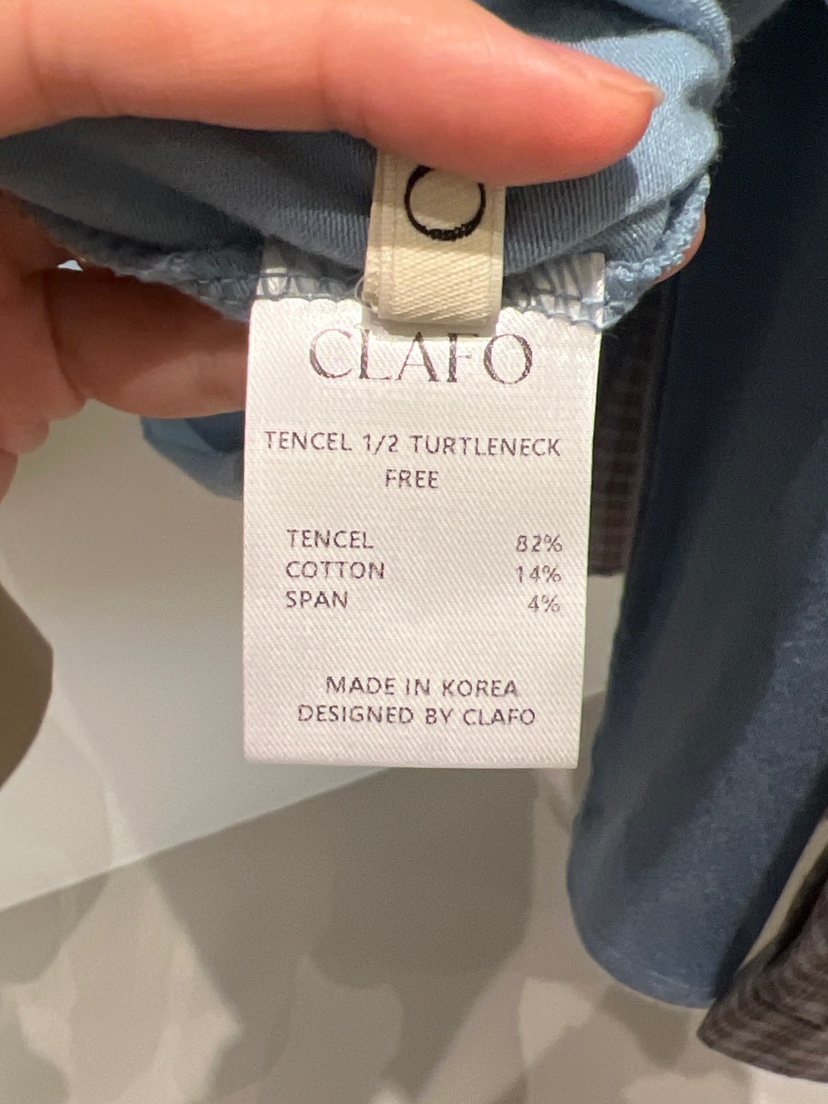 CLAFO
TENCEL 1/2 TURTLENECK
FREE
TENCEL 82%
COTTON 14%
SPAN 4%
MADE IN KOREA
DESIGNED BY CLAFO